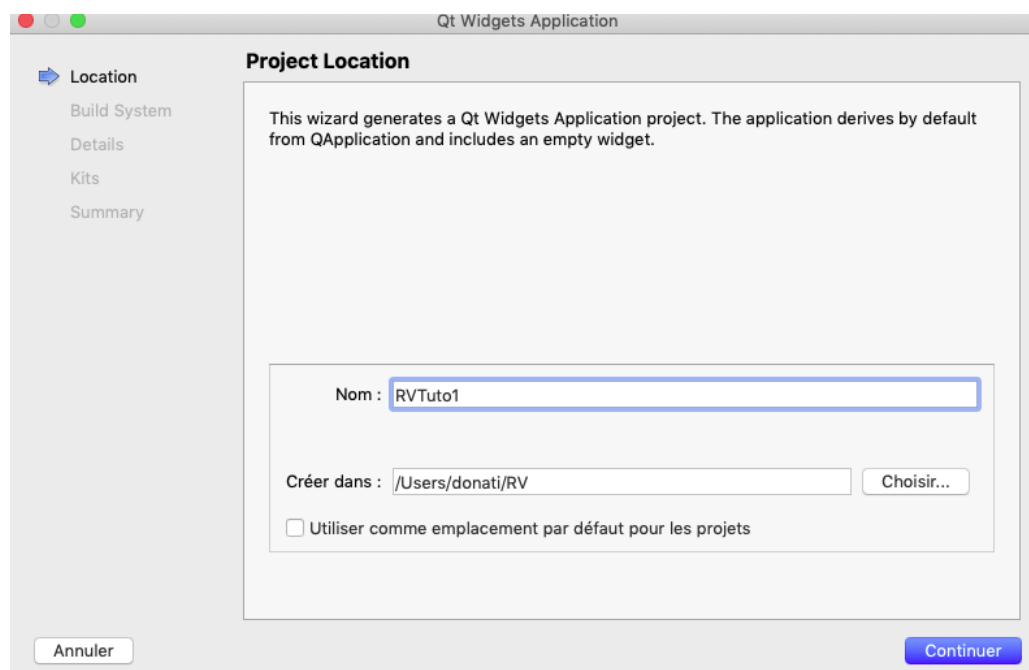 Qt Widgets Application
Location
Build System
Details
Kits
Summary
Project Location
This wizard generates a Qt Widgets Application project. The application derives by default
from QApplication and includes an empty widget.
Nom :
RVTuto1
Créer dans :
/Users/donati/RV
Choisir...
Utiliser comme emplacement par défaut pour les projets
Annuler
Continuer